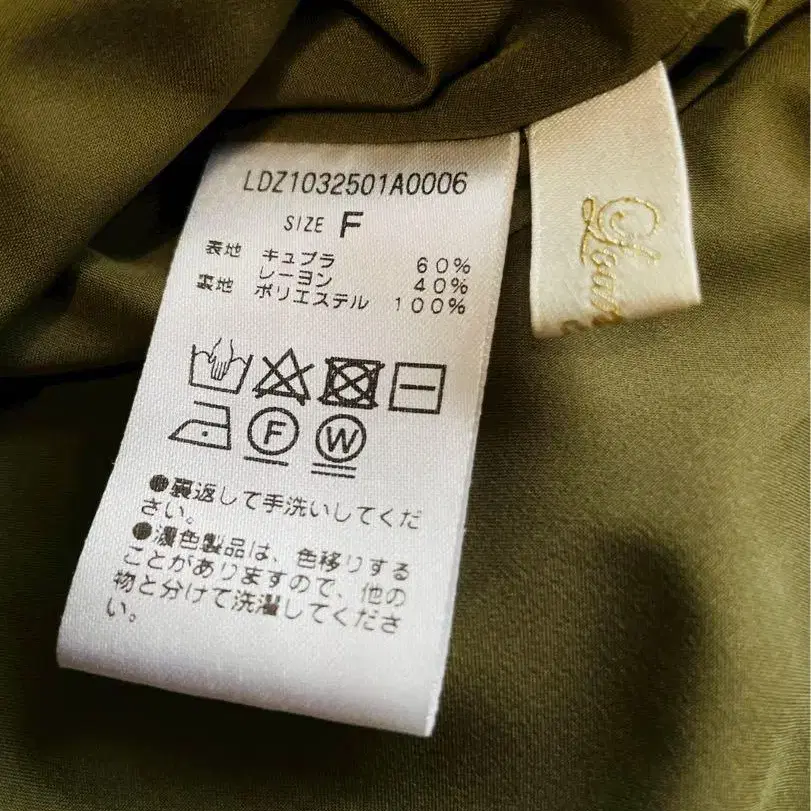 LDZ1032501A0006
SIZE F
表地 キュプラ 60%
レーヨン 40%
裏地 ポリエステル 100%
F W
●裏返して手洗いしてくだ
さい。
●濃色製品は、色移りする
ことがありますので、他の
物と分けて洗濯してくださ
い。